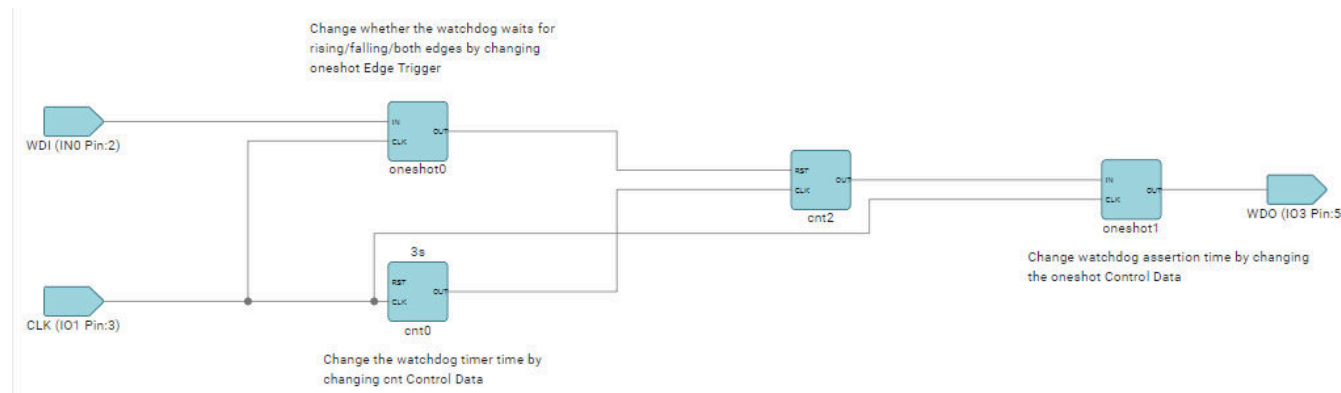 Change whether the watchdog waits for
rising/falling/both edges by changing
oneshot Edge Trigger
IN
OUT
CLK
WDI (IN0 Pin:2)
oneshot0
RST
OUT
CLK
cnt2
IN
OUT
CLK
WDO (IO3 Pin:5
oneshot1
3s
Change watchdog assertion time by changing
the oneshot Control Data
RST
OUT
CLK
CLK (IO1 Pin:3)
cnt0
Change the watchdog timer time by
changing cnt Control Data